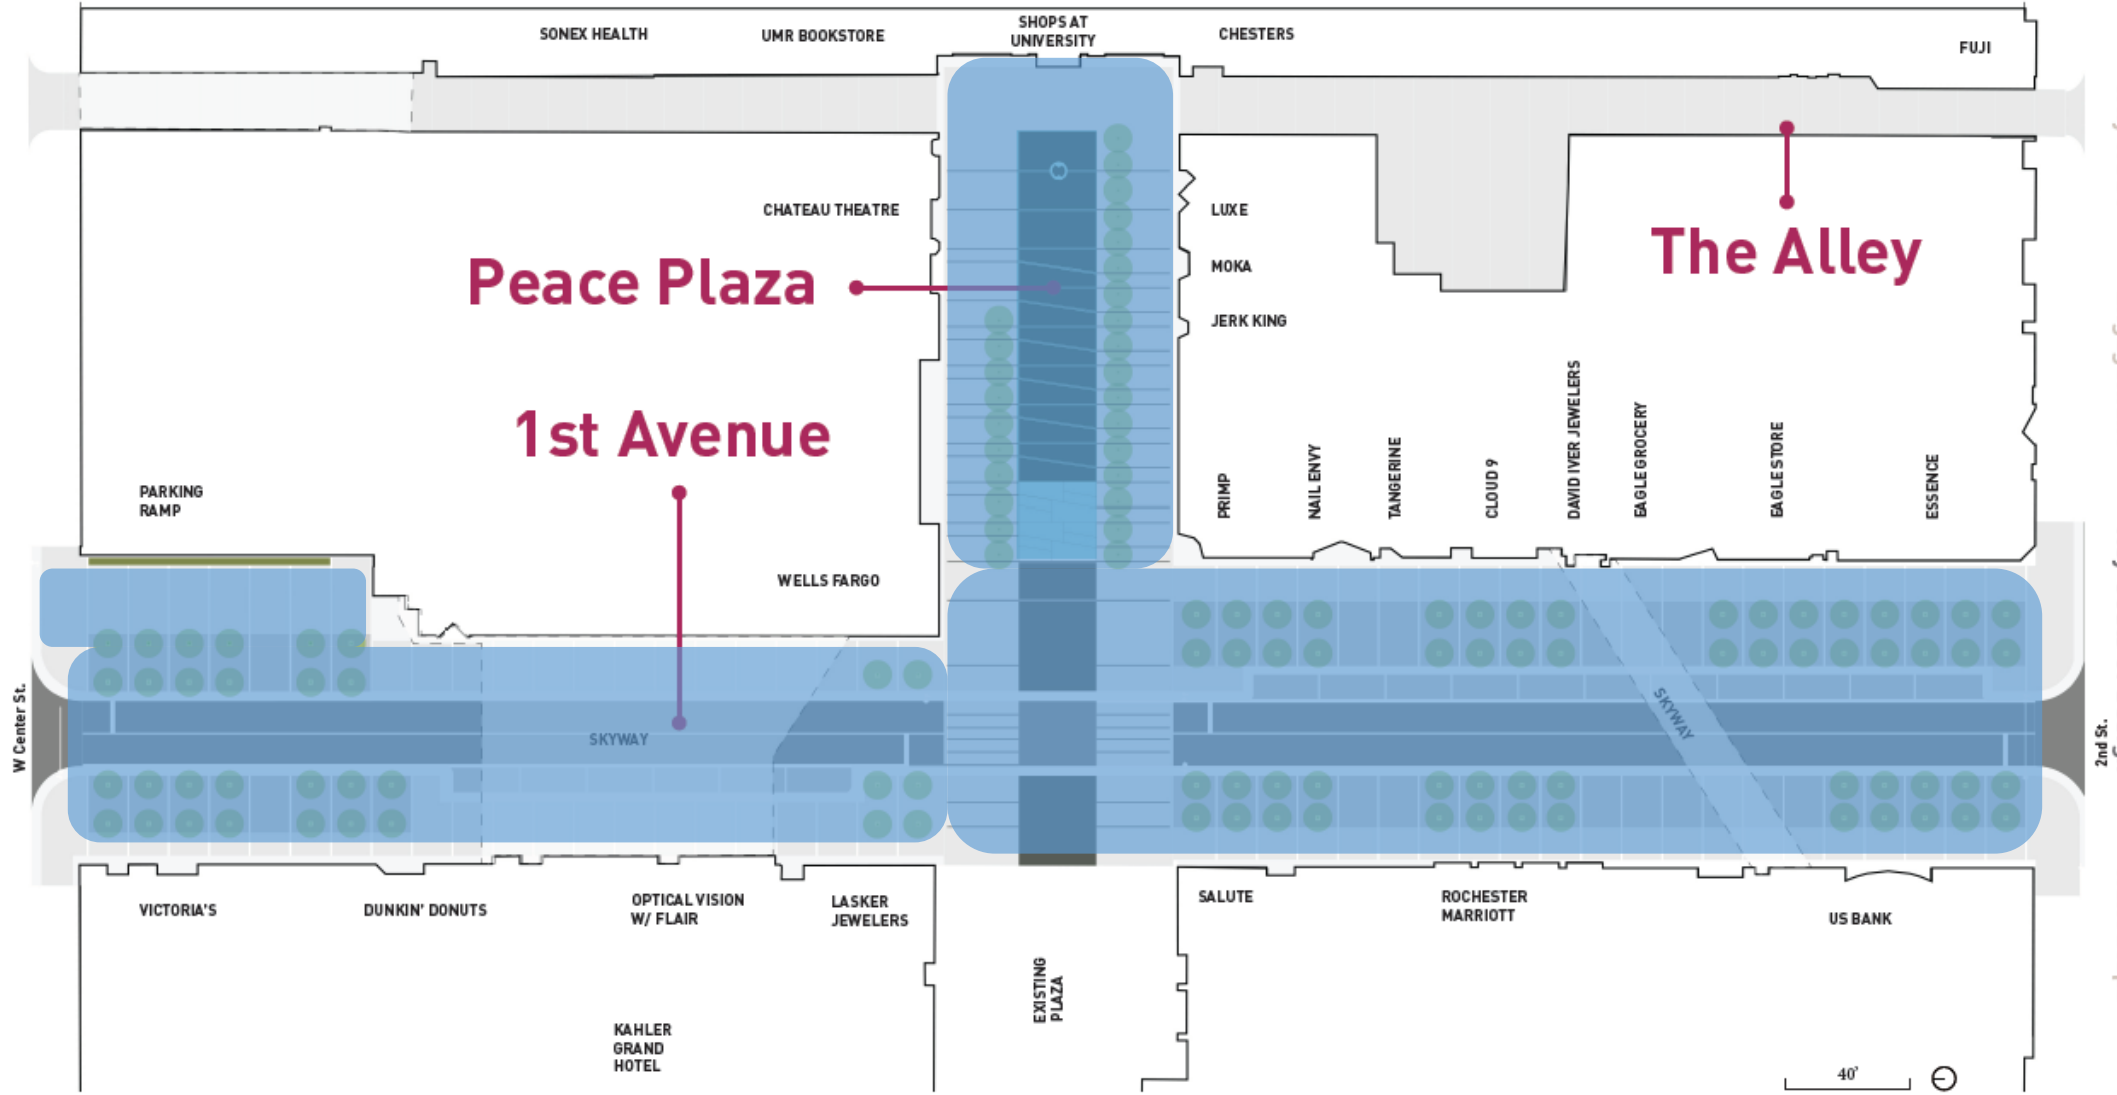 SONEX HEALTH
UMR BOOKSTORE
SHOPS AT
UNIVERSITY
CHESTERS
FUJI
CHATEAU THEATRE
LUXE
Peace Plaza
MOKA
The Alley
JERK KING
1st Avenue
PARKING
RAMP
PRIMP
NAIL ENVY
TANGERINE
CLOUD 9
DAVID IVER JEWELERS
EAGLE GROCERY
EAGLE STORE
ESSENCE
WELLS FARGO
W Center St.
SKYWAY
SKYWAY
2nd St.
VICTORIA'S
DUNKIN' DONUTS
OPTICAL VISION
W/ FLAIR
LASKER
JEWELERS
SALUTE
ROCHESTER
MARRIOTT
US BANK
EXISTING
PLAZA
KAHLER
GRAND
HOTEL
40'